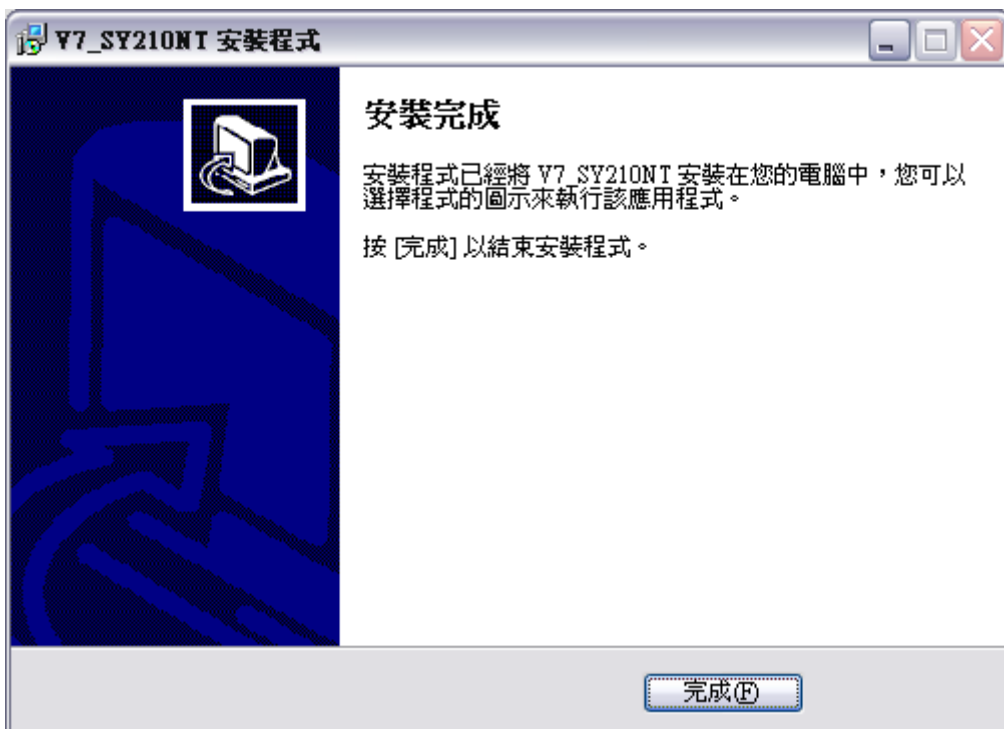 V7_SY210NT 安裝程式
安裝完成
安裝程式已經將 V7_SY210NT 安裝在您的電腦中，您可以
選擇程式的圖示來執行該應用程式。
按 [完成] 以結束安裝程式。
完成(F)